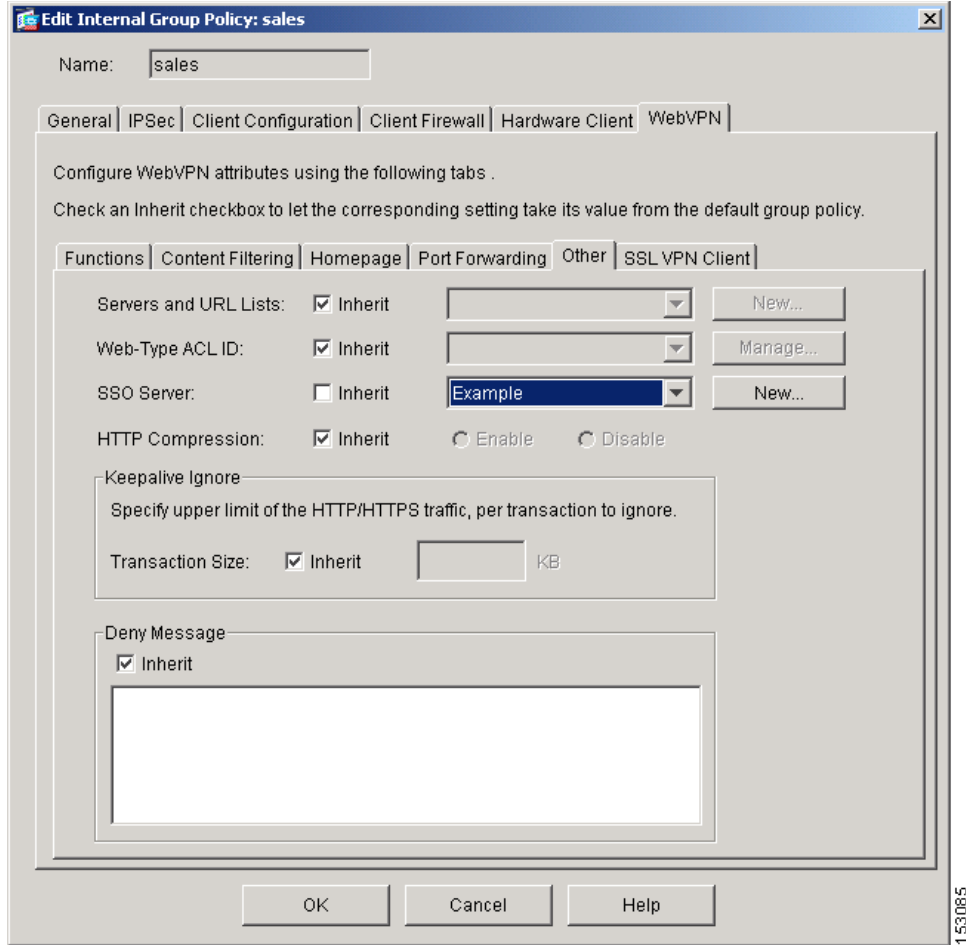 Edit Internal Group Policy: sales
Name: sales
General IPSec Client Configuration Client Firewall Hardware Client WebVPN
Configure WebVPN attributes using the following tabs .
Check an Inherit checkbox to let the corresponding setting take its value from the default group policy.
Functions Content Filtering Homepage Port Forwarding Other SSL VPN Client
Servers and URL Lists: Inherit New...
Web-Type ACL ID: Inherit Manage...
SSO Server: Inherit Example New...
HTTP Compression: Inherit Enable Disable
Keepalive Ignore
Specify upper limit of the HTTP/HTTPS traffic, per transaction to ignore.
Transaction Size: Inherit KB
Deny Message
Inherit
OK Cancel Help
153085